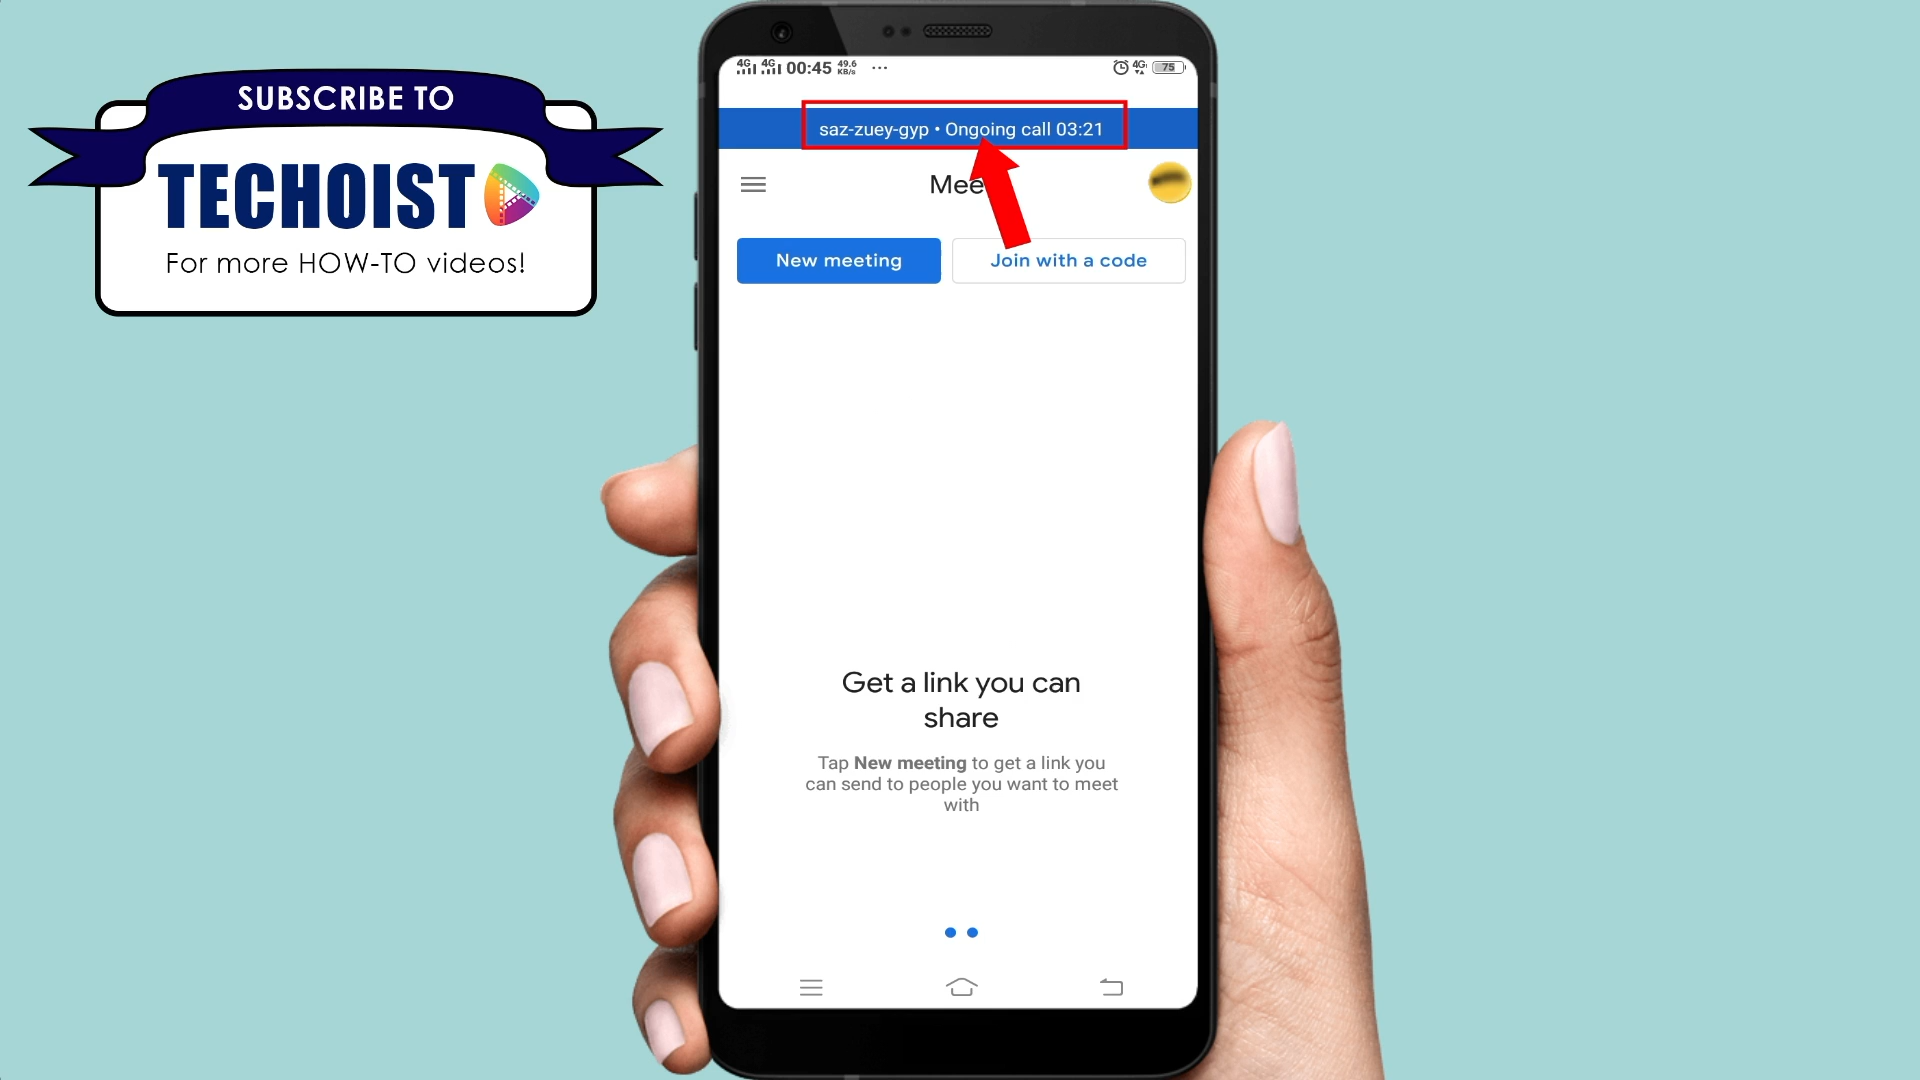 SUBSCRIBE TO
TECHOIST
For more HOW-TO videos!
4G 4G 00:45 49.6 KB/s ... 4G 75
saz-zuey-gyp • Ongoing call 03:21
Mee
New meeting
Join with a code
Get a link you can
share
Tap New meeting to get a link you
can send to people you want to meet
with